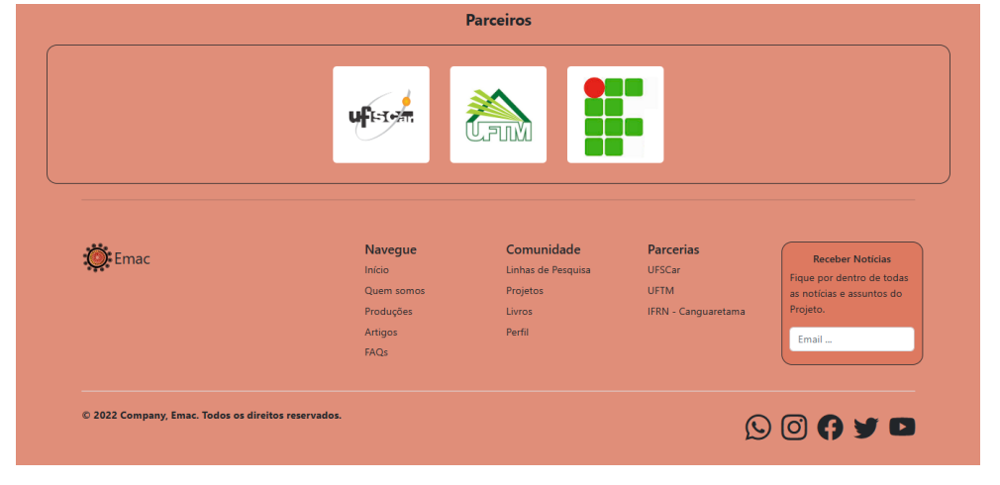 Parceiros
ufscar
UFTM
Emac
Navegue
Início
Quem somos
Produções
Artigos
FAQs
Comunidade
Linhas de Pesquisa
Projetos
Livros
Perfil
Parcerias
UFSCar
UFTM
IFRN - Canguaretama
Receber Notícias
Fique por dentro de todas
as notícias e assuntos do
Projeto.
Email ...
© 2022 Company, Emac. Todos os direitos reservados.